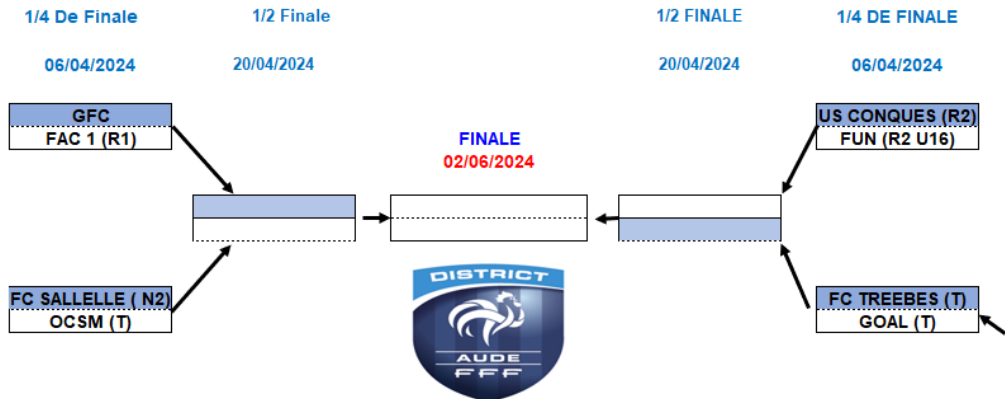 1/4 De Finale
1/2 Finale
1/2 FINALE
1/4 DE FINALE
06/04/2024
20/04/2024
20/04/2024
06/04/2024
GFC
FAC 1 (R1)
US CONQUES (R2)
FUN (R2 U16)
FINALE
02/06/2024
FC SALLELLE ( N2)
OCSM (T)
FC TREEBES (T)
GOAL (T)
DISTRICT
AUDE
FFF